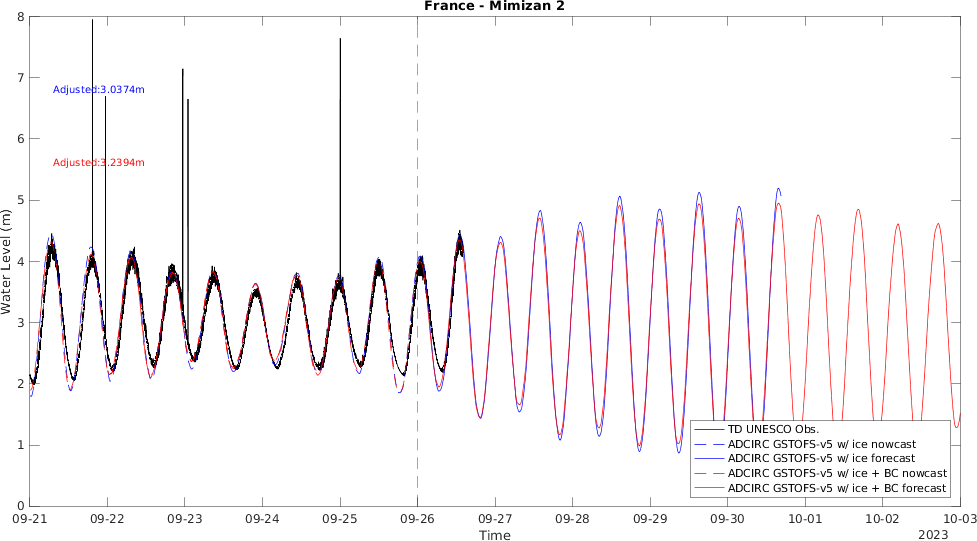 France - Mimizan 2
8
7
6
5
4
3
2
1
0
Water Level (m)
Adjusted:3.0374m
Adjusted:3.2394m
TD UNESCO Obs.
ADCIRC GSTOFS-v5 w/ ice nowcast
ADCIRC GSTOFS-v5 w/ ice forecast
ADCIRC GSTOFS-v5 w/ ice + BC nowcast
ADCIRC GSTOFS-v5 w/ ice + BC forecast
09-21 09-22 09-23 09-24 09-25 09-26 09-27 09-28 09-29 09-30 10-01 10-02 10-03
Time
2023